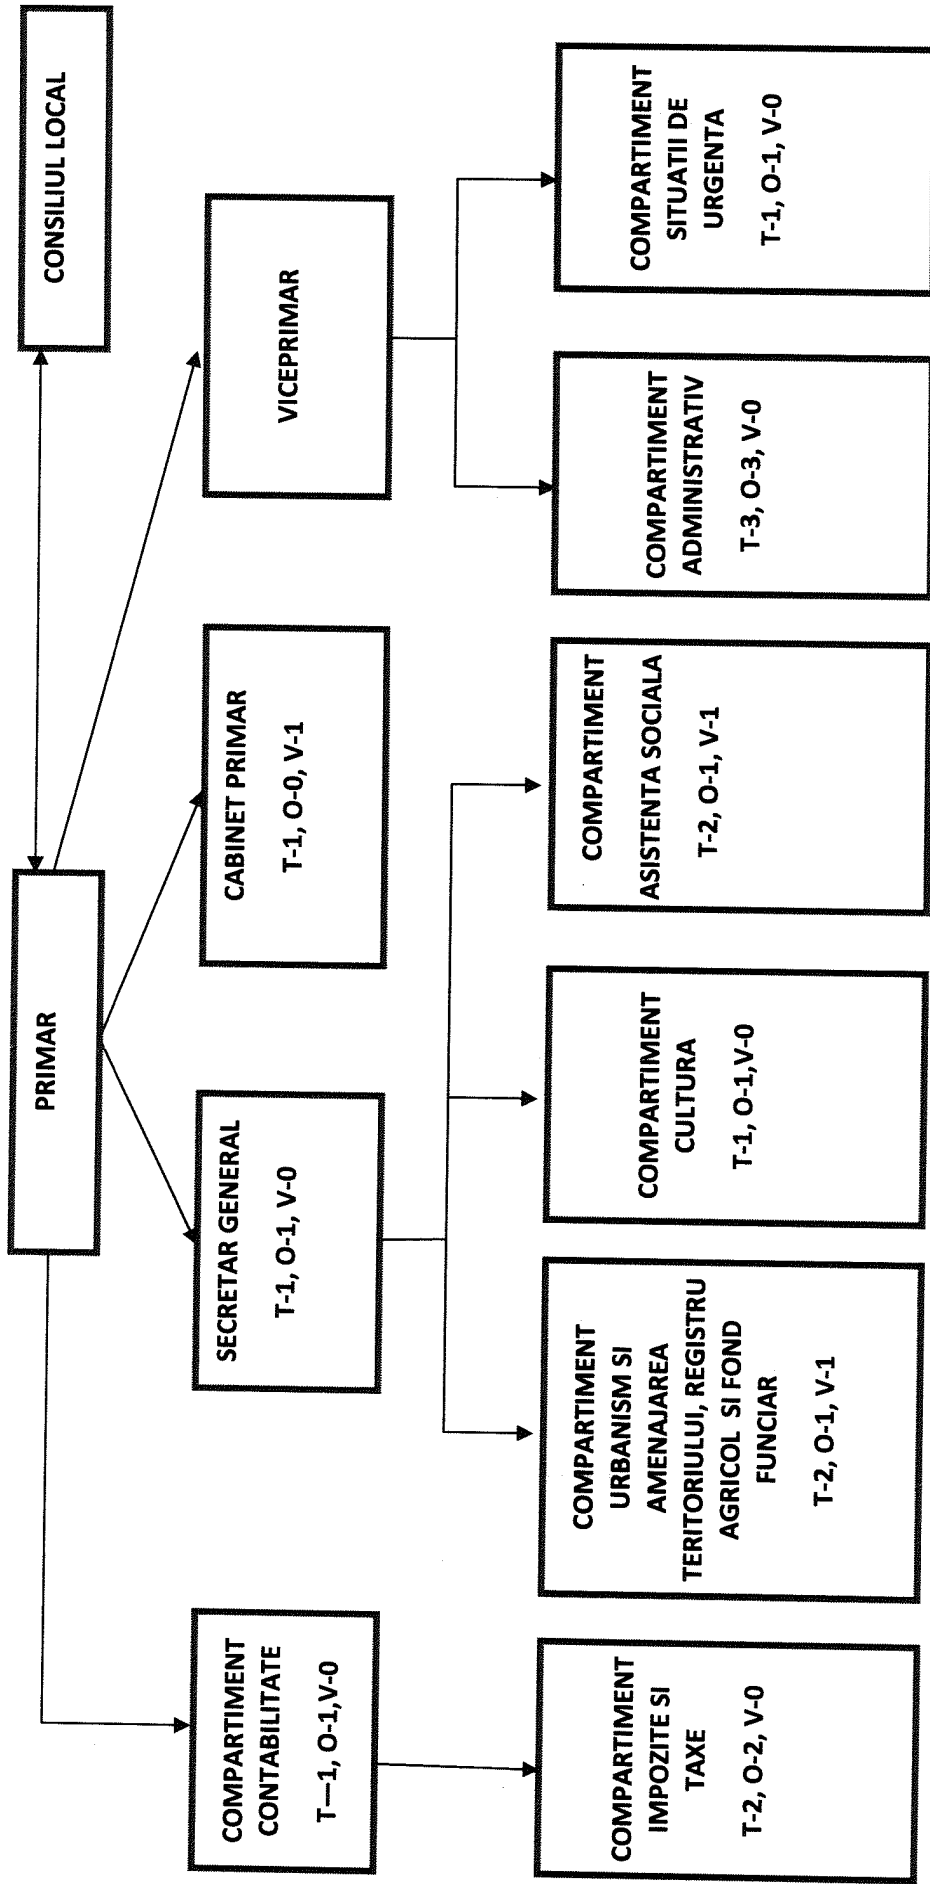 CONSILIUL LOCAL
PRIMAR
COMPARTIMENT
CONTABILITATE
T—1, O-1,V-0
SECRETAR GENERAL
T-1, O-1, V-0
CABINET PRIMAR
T-1, O-0, V-1
VICEPRIMAR
COMPARTIMENT
IMPOZITE SI
TAXE
T-2, O-2, V-0
COMPARTIMENT
URBANISM SI
AMENAJAREA
TERITORIULUI, REGISTRU
AGRICOL SI FOND
FUNCIAR
T-2, O-1, V-1
COMPARTIMENT
CULTURA
T-1, O-1,V-0
COMPARTIMENT
ASISTENTA SOCIALA
T-2, O-1, V-1
COMPARTIMENT
ADMINISTRATIV
T-3, O-3, V-0
COMPARTIMENT
SITUATII DE
URGENTA
T-1, O-1, V-0